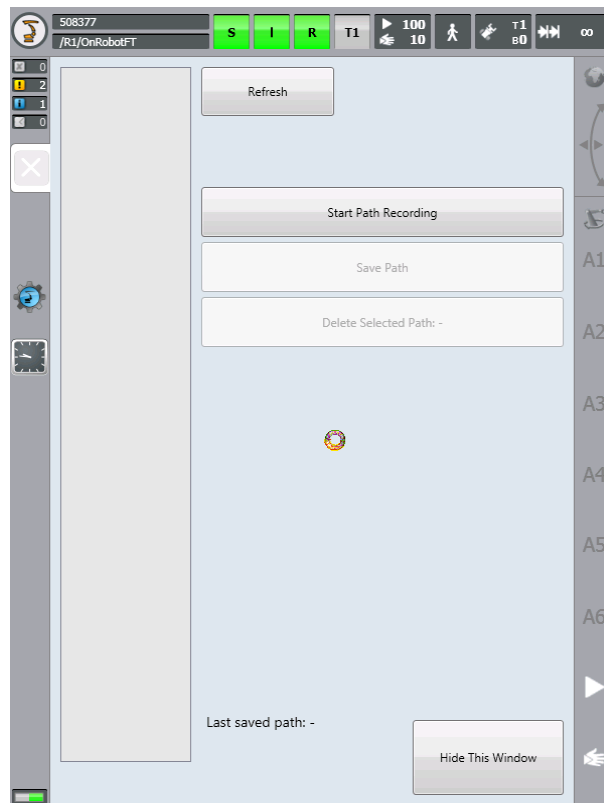 508377
/R1/OnRobotFT
S I R T1
100
10
T1
B0
∞
0
2
1
0
Refresh
Start Path Recording
Save Path
Delete Selected Path: -
A1
A2
A3
A4
A5
A6
Last saved path: -
Hide This Window